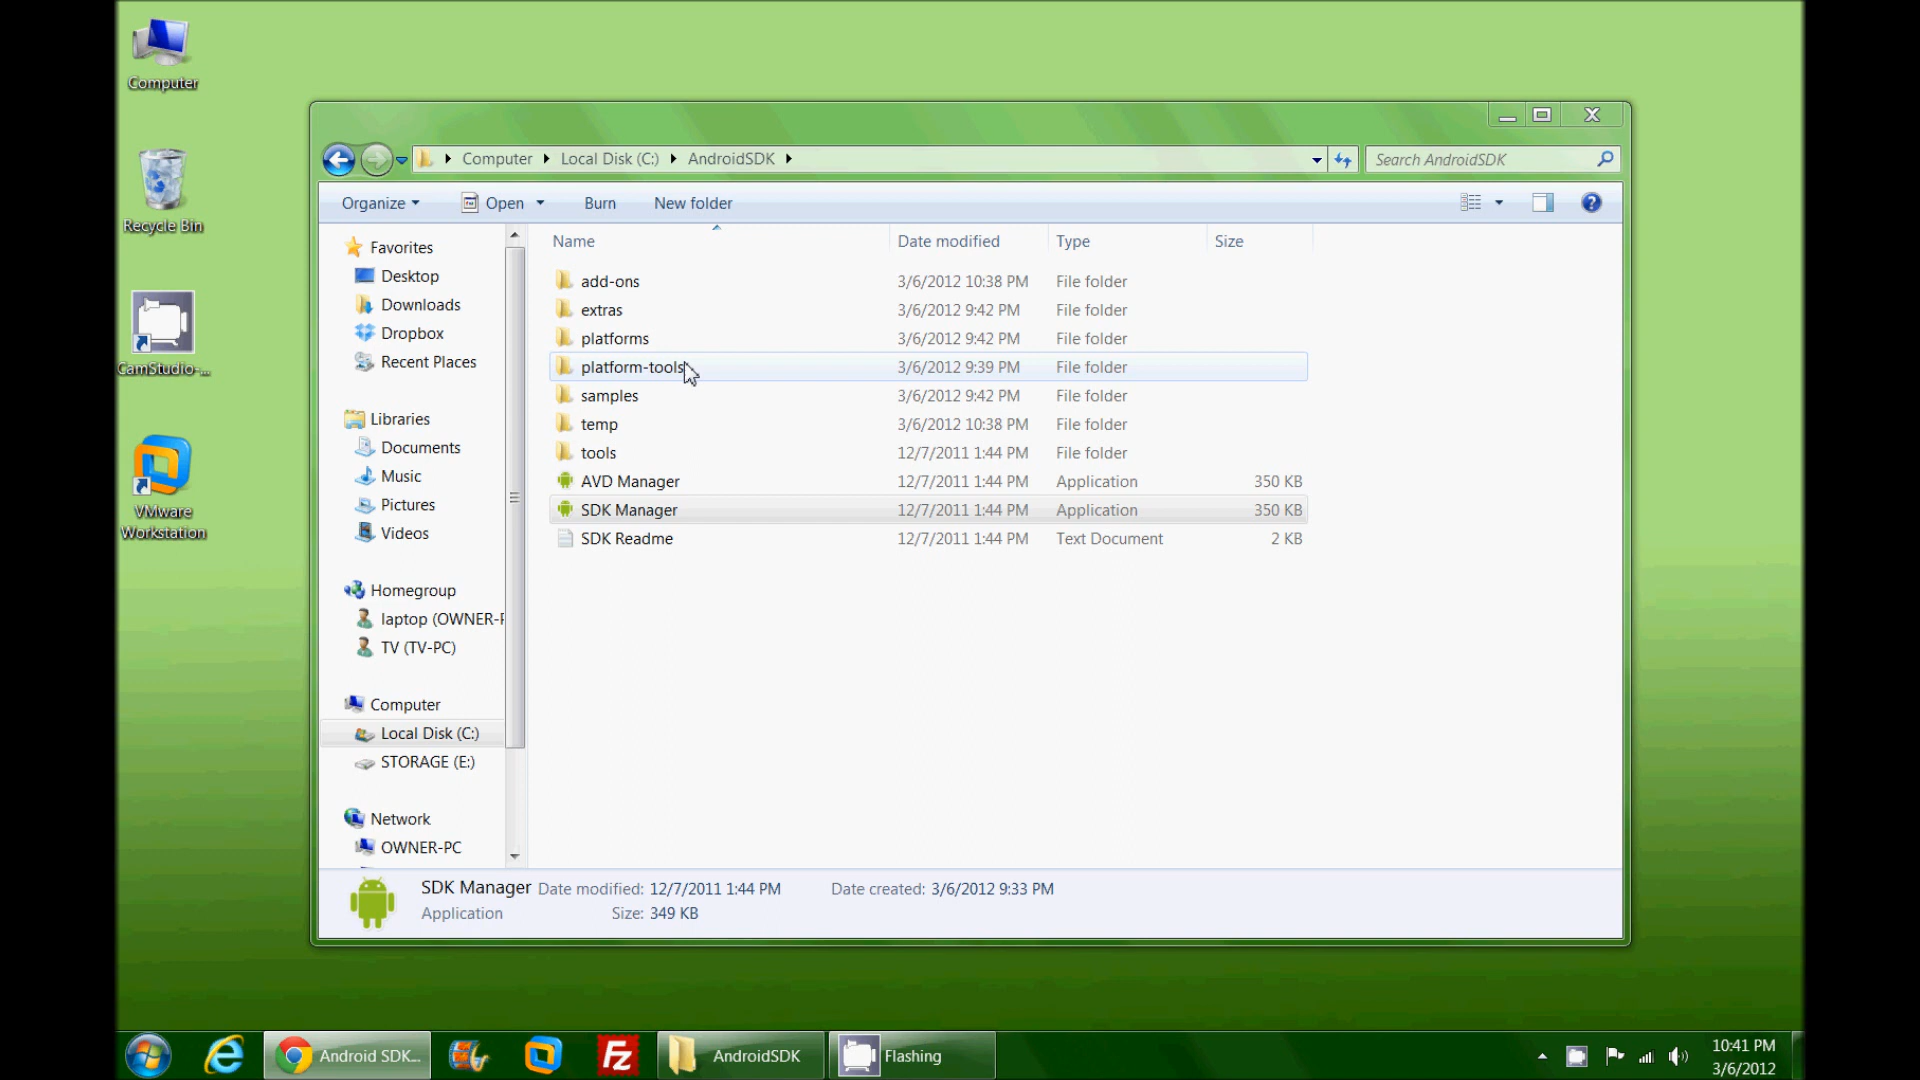 Computer
Recycle Bin
CamStudio-...
VMware
Workstation
Computer Local Disk (C:) AndroidSDK
Search AndroidSDK
Organize Open Burn New folder
Name Date modified Type Size
Favorites
Desktop
Downloads
Dropbox
Recent Places
Libraries
Documents
Music
Pictures
Videos
Homegroup
laptop (OWNER-P
TV (TV-PC)
Computer
Local Disk (C:)
STORAGE (E:)
Network
OWNER-PC
add-ons 3/6/2012 10:38 PM File folder
extras 3/6/2012 9:42 PM File folder
platforms 3/6/2012 9:42 PM File folder
platform-tools 3/6/2012 9:39 PM File folder
samples 3/6/2012 9:42 PM File folder
temp 3/6/2012 10:38 PM File folder
tools 12/7/2011 1:44 PM File folder
AVD Manager 12/7/2011 1:44 PM Application 350 KB
SDK Manager 12/7/2011 1:44 PM Application 350 KB
SDK Readme 12/7/2011 1:44 PM Text Document 2 KB
SDK Manager Date modified: 12/7/2011 1:44 PM Date created: 3/6/2012 9:33 PM
Application Size: 349 KB
Android SDK...
Fz
AndroidSDK
Flashing
10:41 PM
3/6/2012